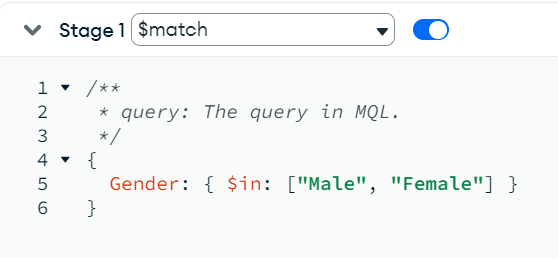 Stage 1 $match
1 /**
2 * query: The query in MQL.
3 */
4 {
5 Gender: { $in: ["Male", "Female"] }
6 }